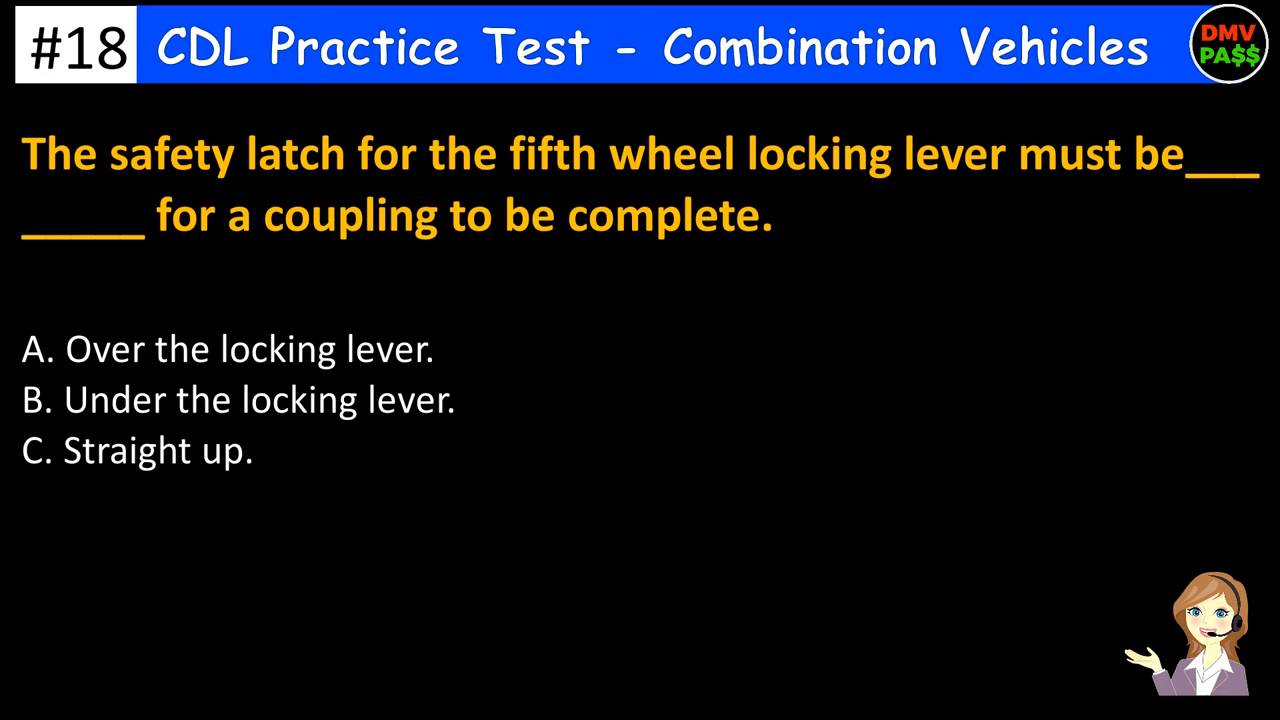 #18 CDL Practice Test - Combination Vehicles
DMV
PA$$
The safety latch for the fifth wheel locking lever must be___
_____ for a coupling to be complete.
A. Over the locking lever.
B. Under the locking lever.
C. Straight up.